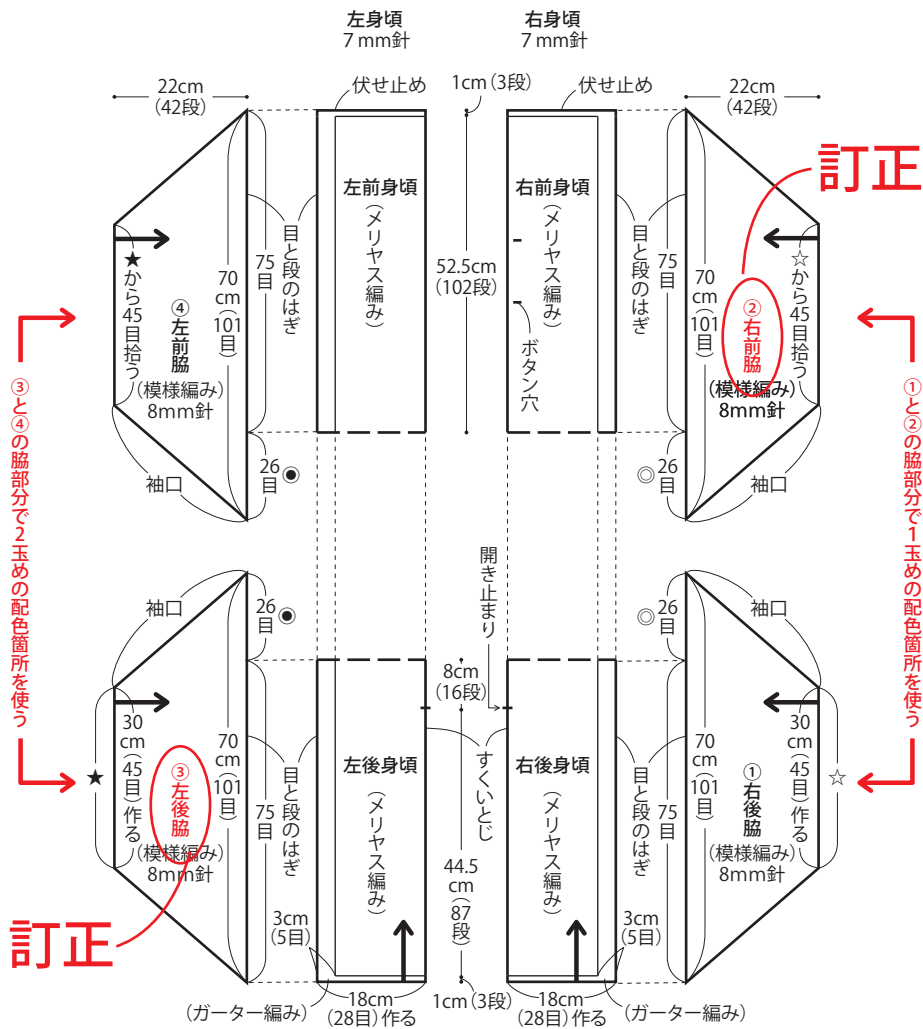 左身頃
7mm針
右身頃
7mm針
22cm
(42段)
伏せ止め
1cm(3段)
伏せ止め
22cm
(42段)
訂正
★から45目拾う
④左前脇
(模様編み)
8mm針
70cm(101目)
75目
目と段のはぎ
左前身頃
(メリヤス編み)
52.5cm
(102段)
右前身頃
(メリヤス編み)
ボタン穴
目と段のはぎ
75目
70cm(101目)
②右前脇
(模様編み)
8mm針
☆から45目拾う
袖口
26目◉
◎26目
袖口
③と④の脇部分で2玉めの配色箇所を使う
①と②の脇部分で1玉めの配色箇所を使う
袖口
26目◉
開き止まり
◎26目
袖口
★
30cm(45目)作る
③左後脇
(模様編み)
8mm針
70cm(101目)
75目
目と段のはぎ
左後身頃
(メリヤス編み)
8cm
(16段)
すくいとじ
44.5cm
(87段)
右後身頃
(メリヤス編み)
目と段のはぎ
75目
70cm(101目)
①右後脇
(模様編み)
8mm針
30cm(45目)作る
☆
訂正
3cm
(5目)
3cm
(5目)
(ガーター編み)
18cm
(28目)作る
1cm(3段)
18cm
(28目)作る
(ガーター編み)